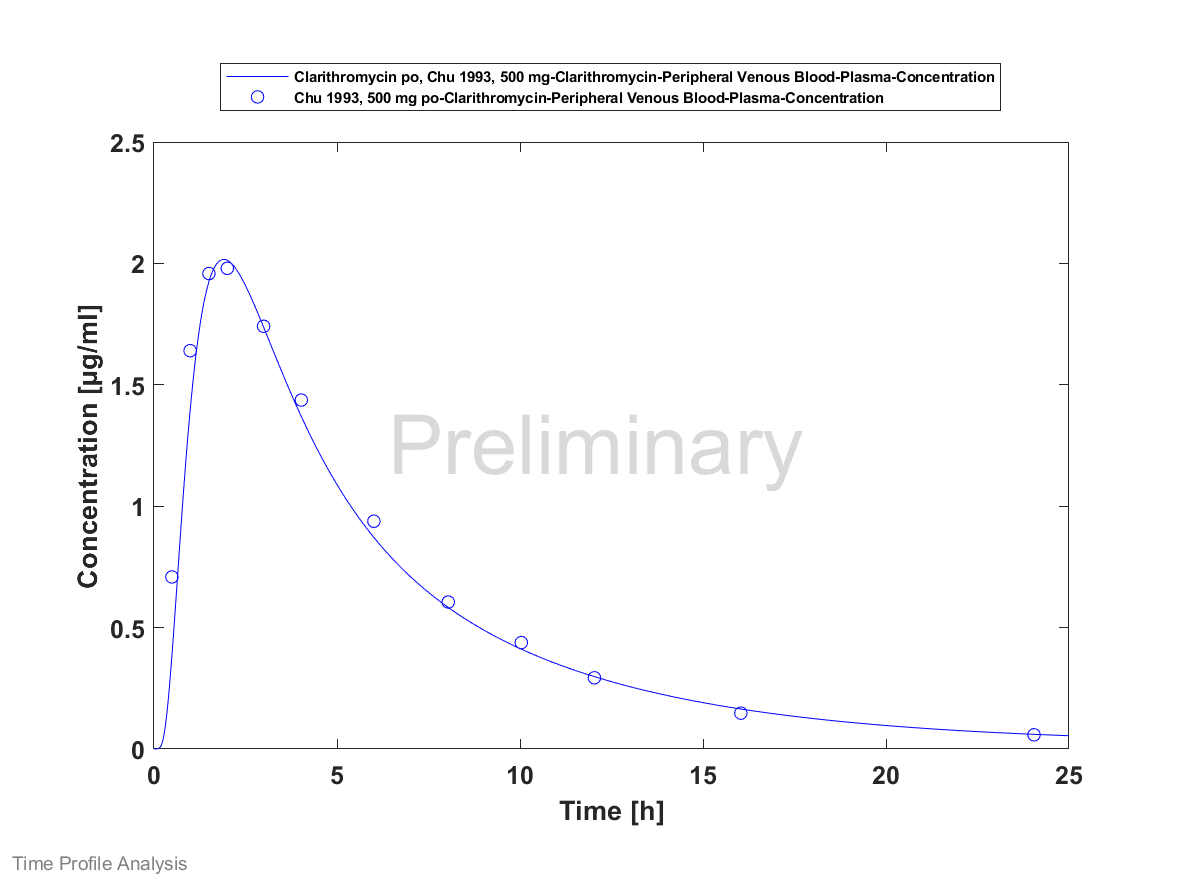 Clarithromycin po, Chu 1993, 500 mg-Clarithromycin-Peripheral Venous Blood-Plasma-Concentration
Chu 1993, 500 mg po-Clarithromycin-Peripheral Venous Blood-Plasma-Concentration
2.5
2
1.5
1
0.5
0
Concentration [µg/ml]
Preliminary
0 5 10 15 20 25
Time [h]
Time Profile Analysis